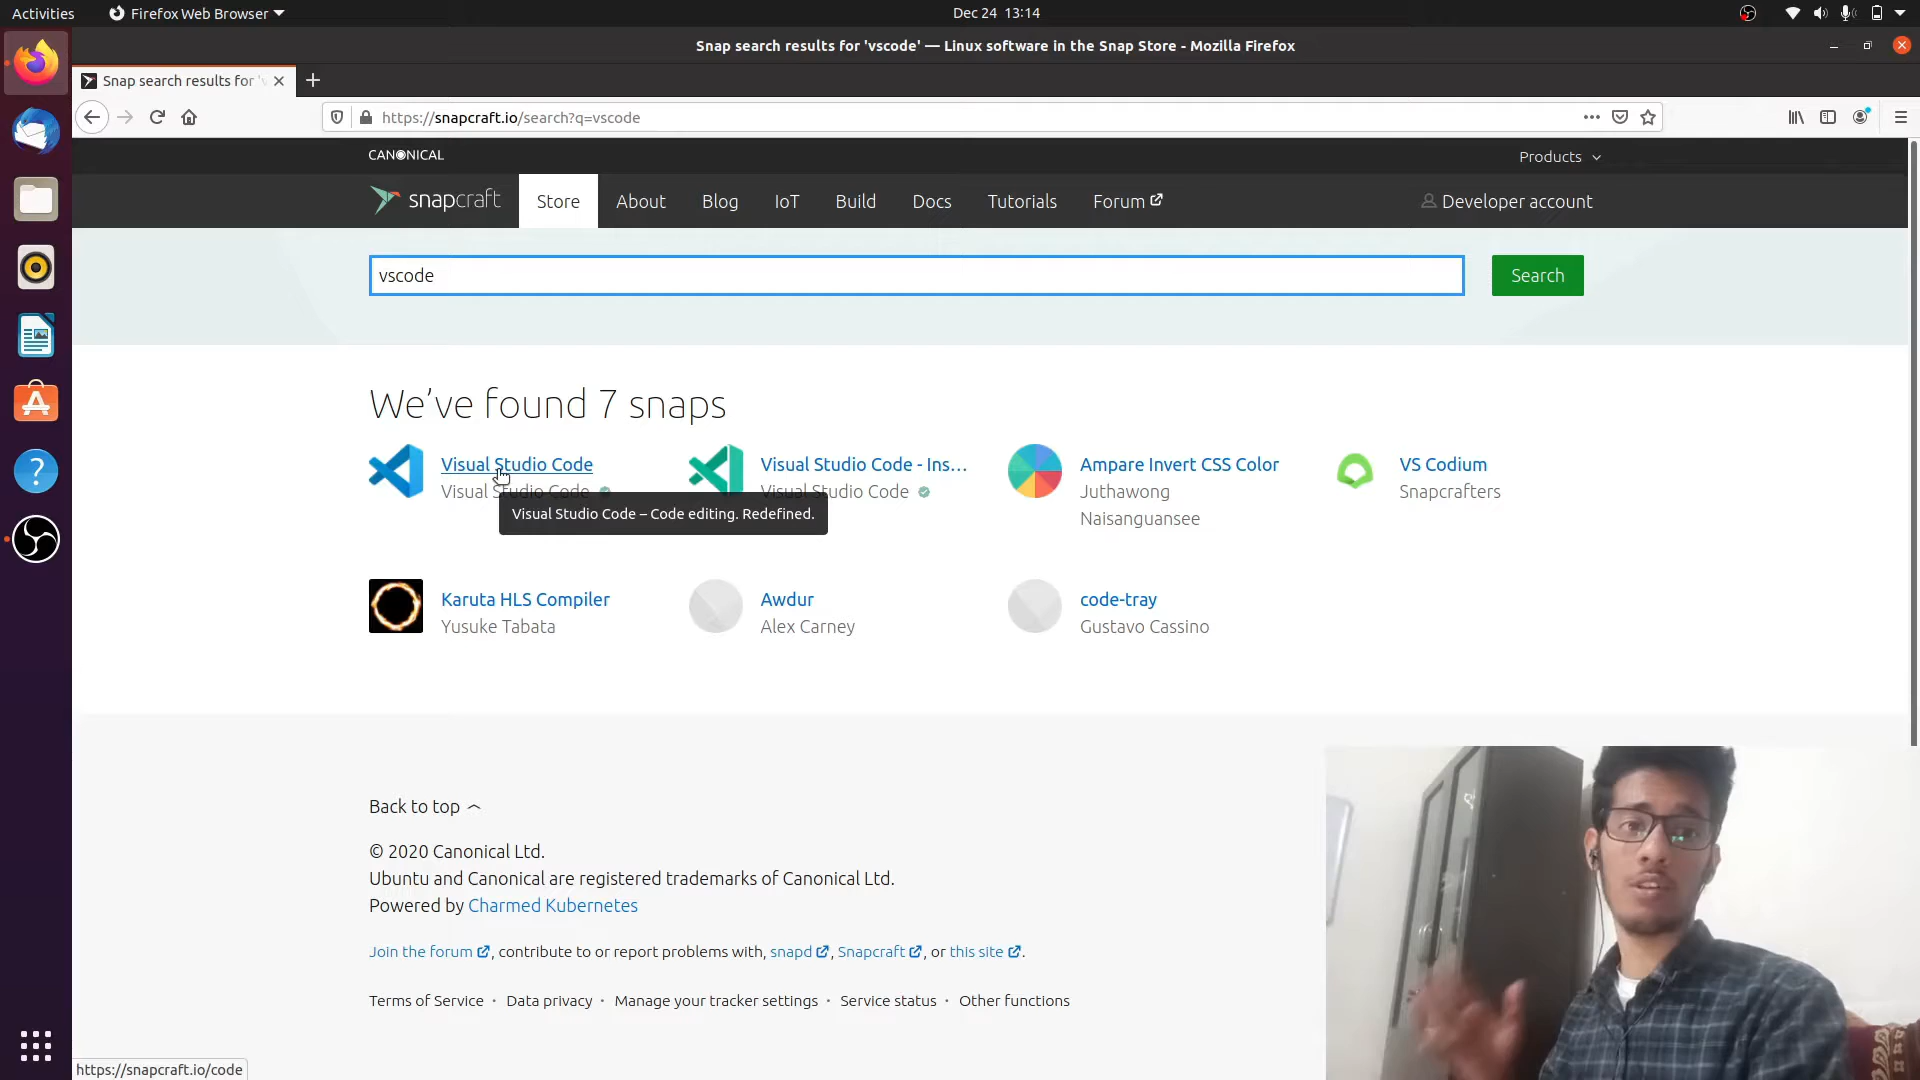 Activities
Firefox Web Browser
Dec 24 13:14
Snap search results for 'vscode' — Linux software in the Snap Store - Mozilla Firefox
Snap search results for 'v
https://snapcraft.io/search?q=vscode
CANONICAL
Products
snapcraft
Store
About
Blog
IoT
Build
Docs
Tutorials
Forum
Developer account
vscode
Search
We've found 7 snaps
Visual Studio Code
Visual Studio Code
Visual Studio Code - Ins...
Visual Studio Code
Ampare Invert CSS Color
Juthawong
Naisanguansee
VS Codium
Snapcrafters
Visual Studio Code – Code editing. Redefined.
Karuta HLS Compiler
Yusuke Tabata
Awdur
Alex Carney
code-tray
Gustavo Cassino
Back to top
© 2020 Canonical Ltd.
Ubuntu and Canonical are registered trademarks of Canonical Ltd.
Powered by Charmed Kubernetes
Join the forum, contribute to or report problems with, snapd, Snapcraft, or this site.
Terms of Service · Data privacy · Manage your tracker settings · Service status · Other functions
https://snapcraft.io/code